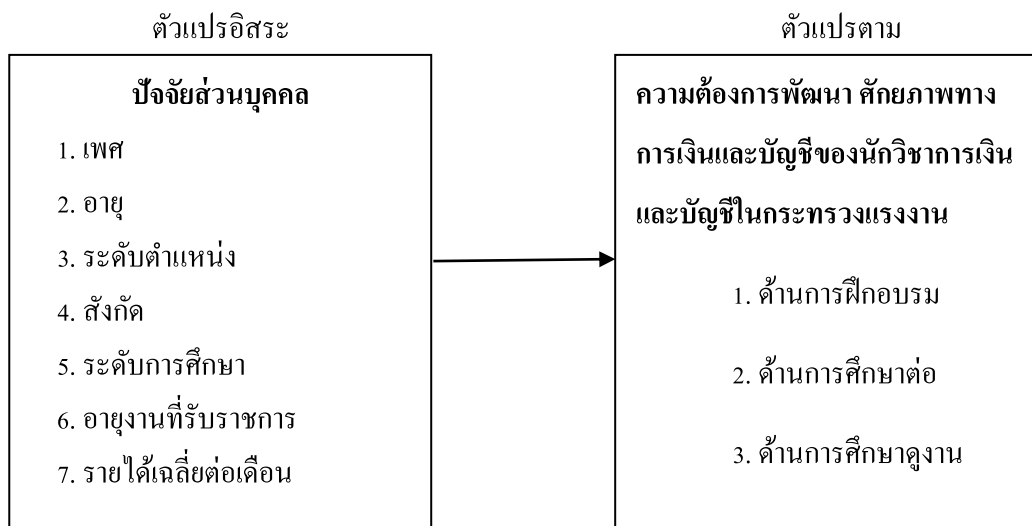 ตัวแปรอิสระ
ปัจจัยส่วนบุคคล
1. เพศ
2. อายุ
3. ระดับตำแหน่ง
4. สังกัด
5. ระดับการศึกษา
6. อายุงานที่รับราชการ
7. รายได้เฉลี่ยต่อเดือน
ตัวแปรตาม
ความต้องการพัฒนา ศักยภาพทาง
การเงินและบัญชีของนักวิชาการเงิน
และบัญชีในกระทรวงแรงงาน
1. ด้านการฝึกอบรม
2. ด้านการศึกษาต่อ
3. ด้านการศึกษาดูงาน